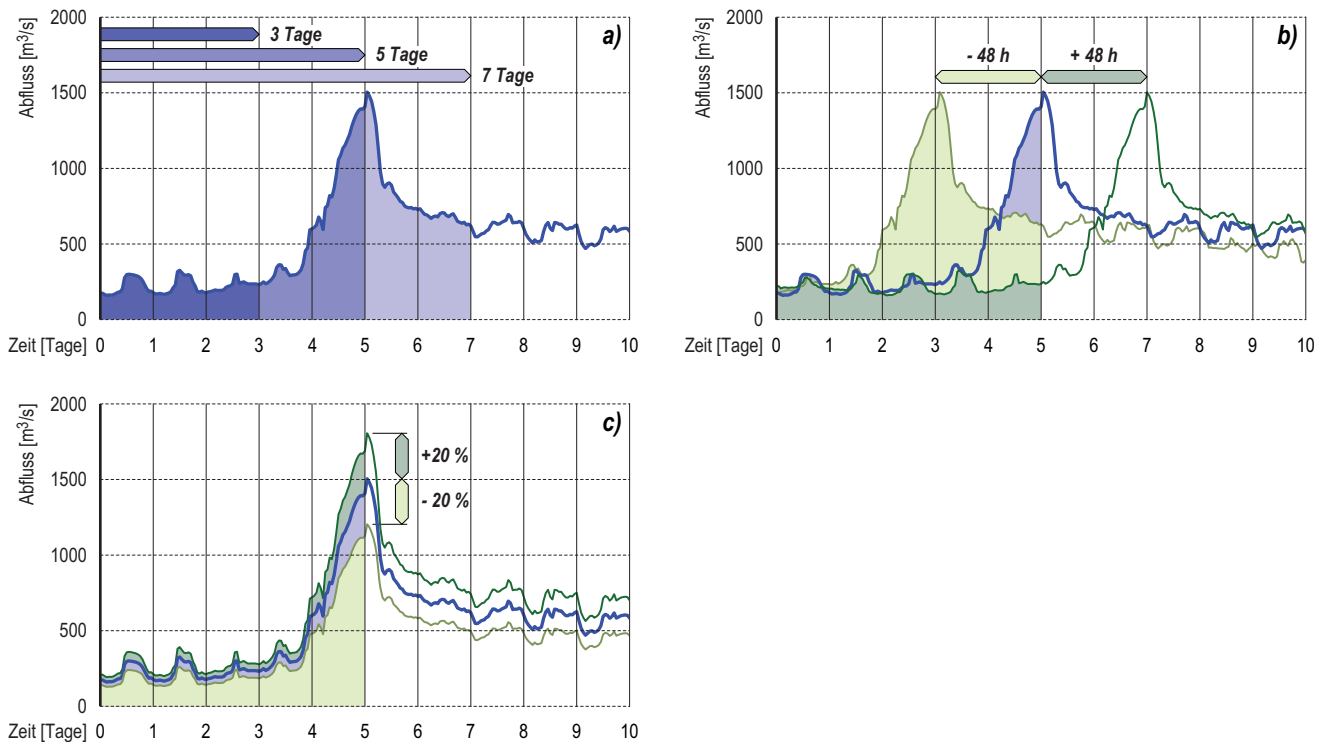 a)
Abfluss [m³/s]
2000
1500
1000
500
0
3 Tage
5 Tage
7 Tage
Zeit [Tage] 0 1 2 3 4 5 6 7 8 9 10
b)
Abfluss [m³/s]
2000
1500
1000
500
0
- 48 h + 48 h
Zeit [Tage] 0 1 2 3 4 5 6 7 8 9 10
c)
Abfluss [m³/s]
2000
1500
1000
500
0
+20 %
- 20 %
Zeit [Tage] 0 1 2 3 4 5 6 7 8 9 10